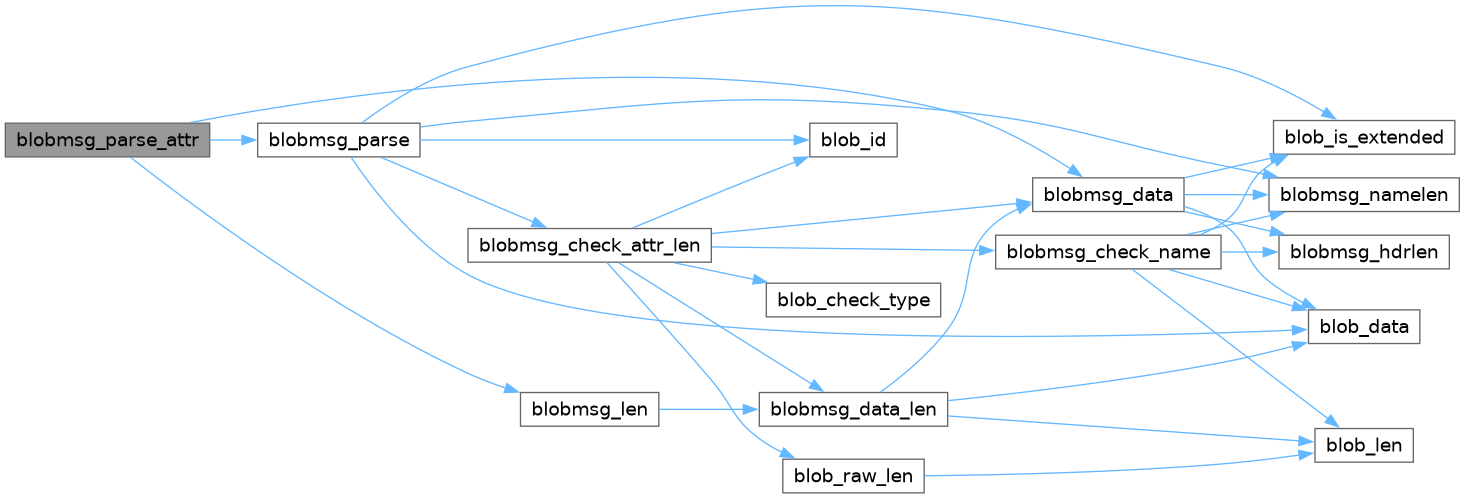 blobmsg_parse_attr
blobmsg_parse
blobmsg_check_attr_len
blobmsg_len
blob_id
blob_check_type
blobmsg_data_len
blob_raw_len
blobmsg_data
blobmsg_check_name
blob_is_extended
blobmsg_namelen
blobmsg_hdrlen
blob_data
blob_len